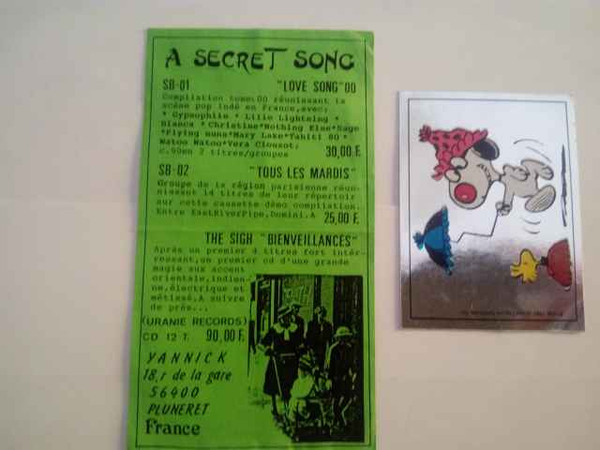 A SECRET SONG
SB-01 "LOVE SONG"00
Compilation tomm:00 réunissant la
scène pop indé en France,avec;
* Gypsophile * Lilie Lightning *
Blanca * Christine*Nothing Else*Sage
*Flying nuns*Mary Lake*Tahiti 80 *
Watoo Watoo*Vera Clouzot;
c.90mn 2 titres/groupes 30,00 F.
SB-02 "TOUS LES MARDIS"
Groupe de la région parisienne réu-
nissant 14 titres de leur répertoir
sur cette cassette démo compilation.
Entre EastRiverPipe,Domini.A 25,00 F.
THE SIGH "BIENVEILLANCES"
Après un premier 4 titres fort inté-
ressant,un premier cd d'une grande
magie aux accent
orientale,indien-
ne,électrique et
métissé.A suivre
de près...
(URANIE RECORDS)
CD 12 T. 90,00 F.
YANNICK
18, r de la gare
56400
PLUNERET
France